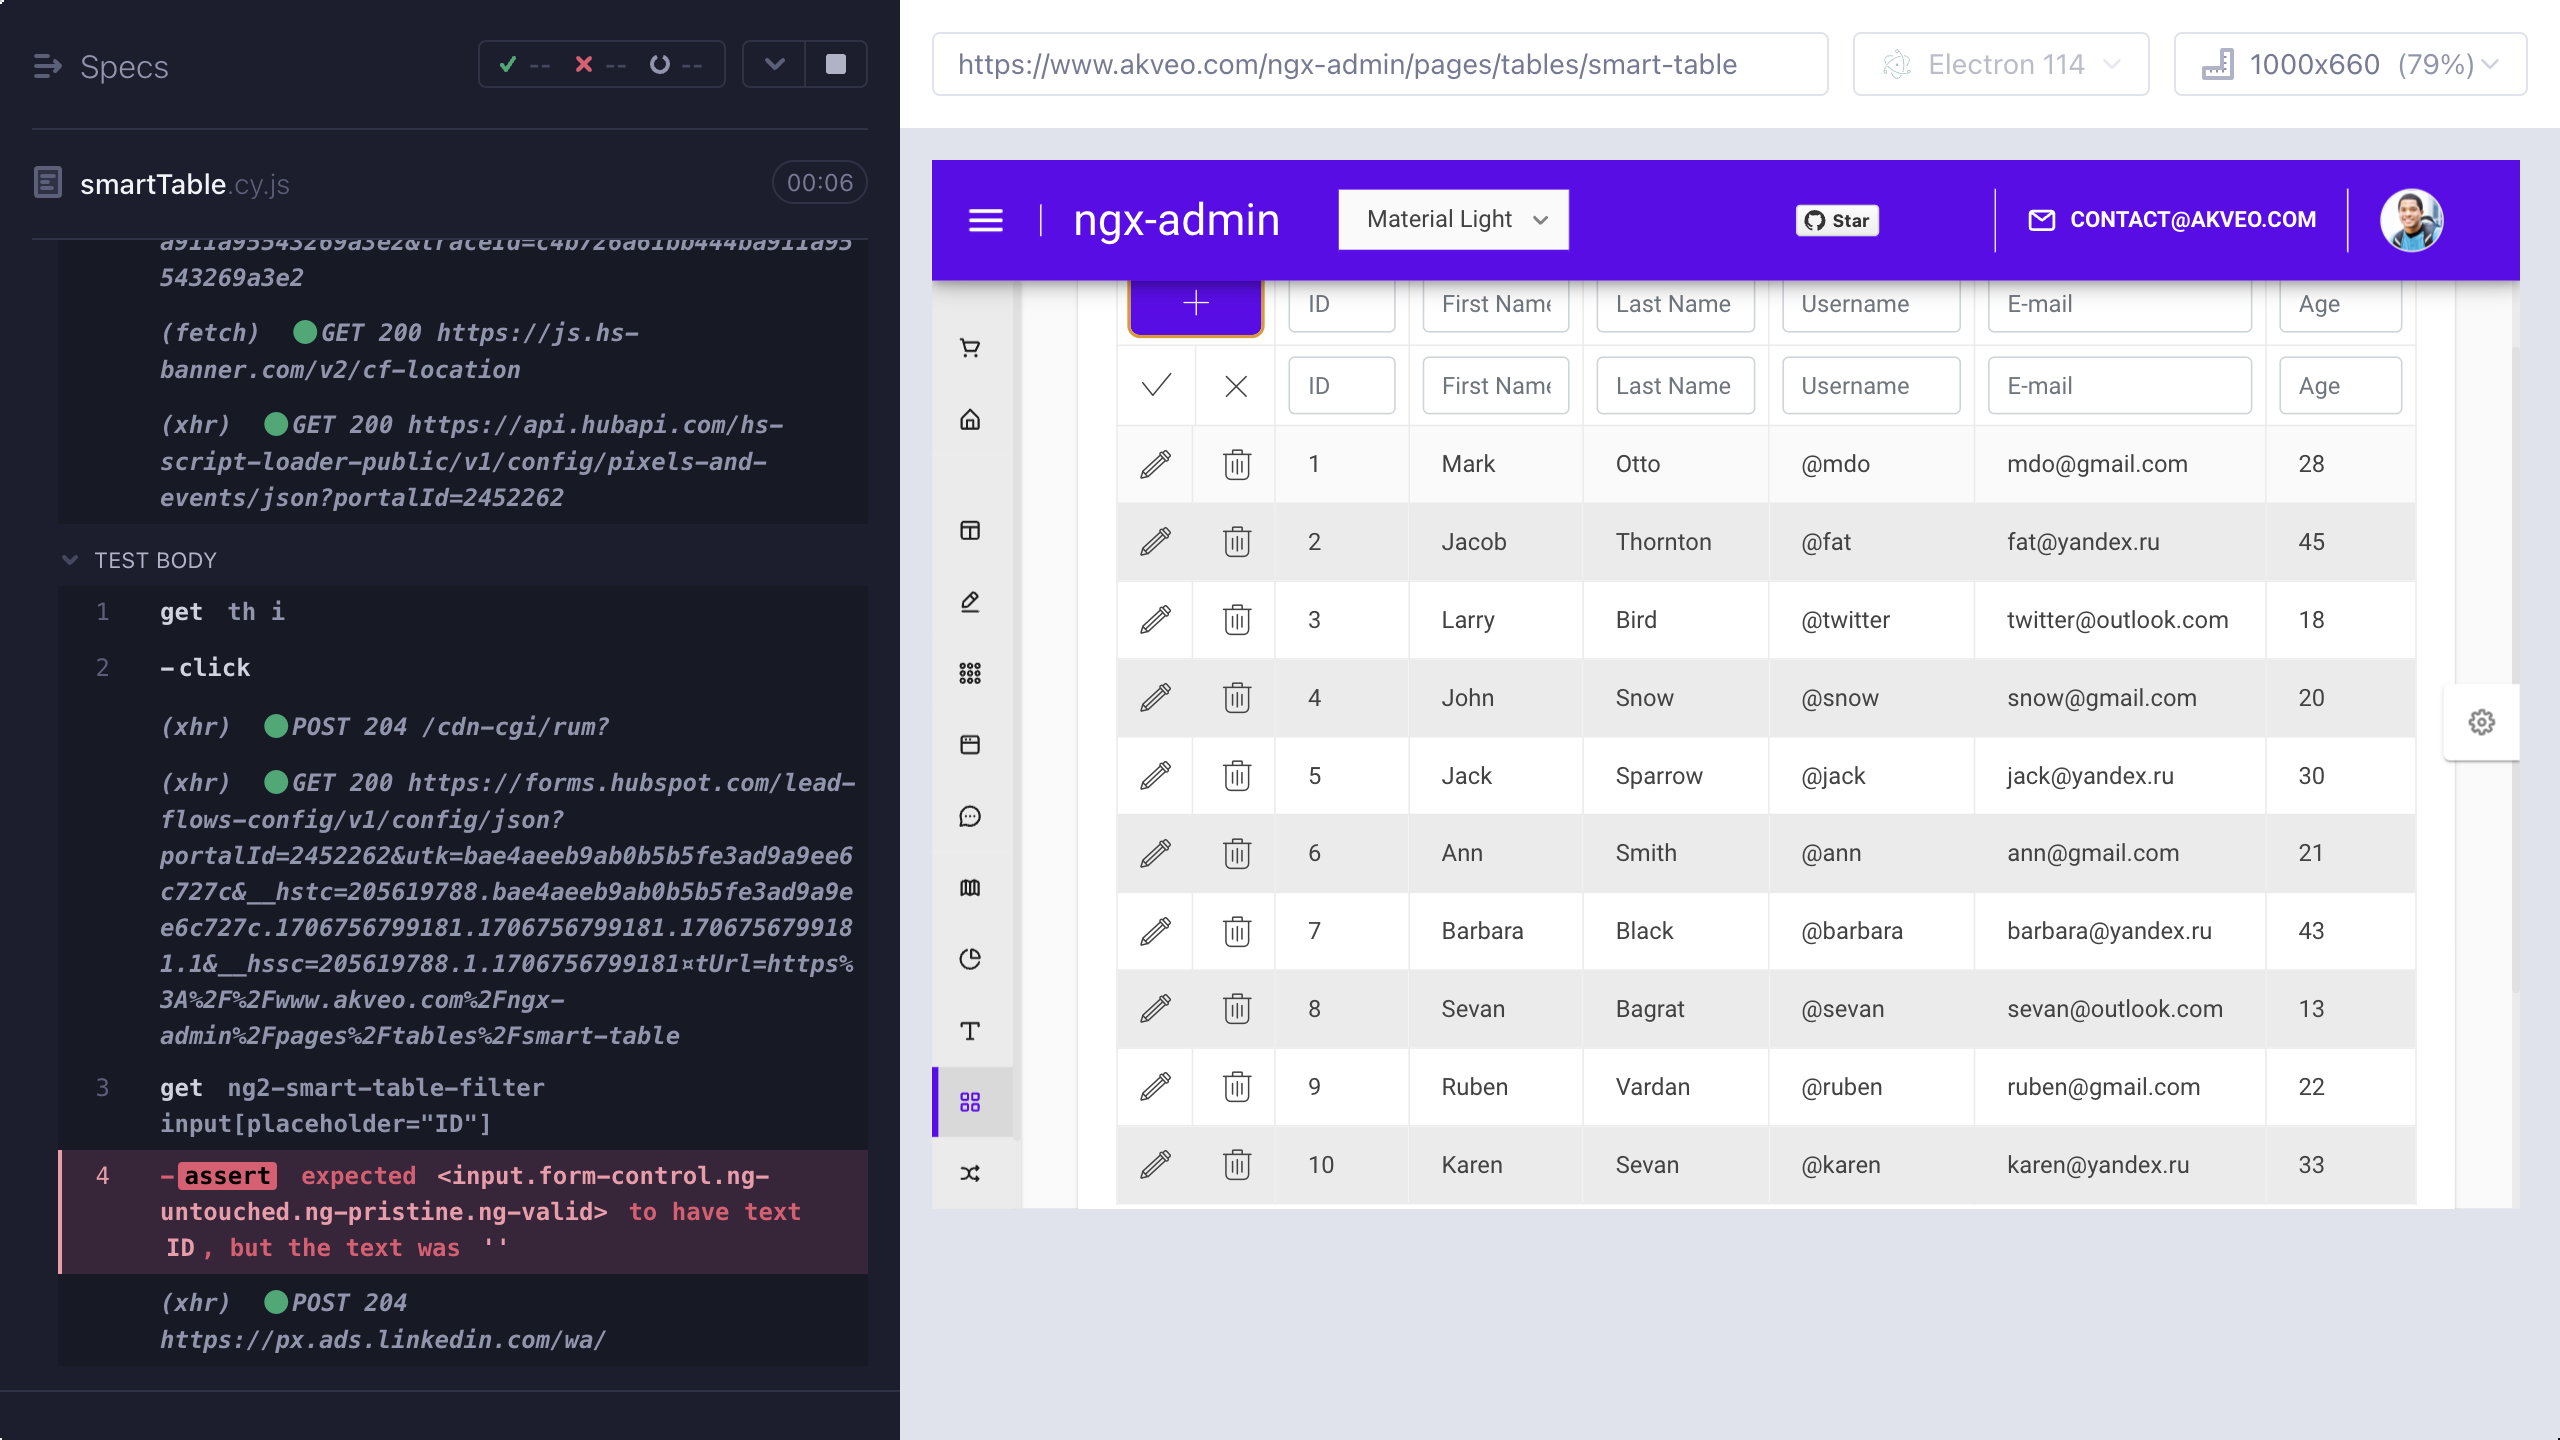 Specs
-- -- --
smartTable.cy.js 00:06
a911a95543269a3e2&traceId=c4b726a61bb444ba911a95
543269a3e2
(fetch) GET 200 https://js.hs-
banner.com/v2/cf-location
(xhr) GET 200 https://api.hubapi.com/hs-
script-loader-public/v1/config/pixels-and-
events/json?portalId=2452262
TEST BODY
1 get th i
2 -click
(xhr) POST 204 /cdn-cgi/rum?
(xhr) GET 200 https://forms.hubspot.com/lead-
flows-config/v1/config/json?
portalId=2452262&utk=bae4aeeb9ab0b5b5fe3ad9a9ee6
c727c&__hstc=205619788.bae4aeeb9ab0b5b5fe3ad9a9e
e6c727c.1706756799181.1706756799181.170675679918
1.1&__hssc=205619788.1.1706756799181¤tUrl=https%
3A%2F%2Fwww.akveo.com%2Fngx-
admin%2Fpages%2Ftables%2Fsmart-table
3 get ng2-smart-table-filter
input[placeholder="ID"]
4 -assert expected <input.form-control.ng-
untouched.ng-pristine.ng-valid> to have text
ID, but the text was ''
(xhr) POST 204
https://px.ads.linkedin.com/wa/
https://www.akveo.com/ngx-admin/pages/tables/smart-table Electron 114 1000x660 (79%)
ngx-admin Material Light Star CONTACT@AKVEO.COM
ID First Name Last Name Username E-mail Age
ID First Name Last Name Username E-mail Age
1 Mark Otto @mdo mdo@gmail.com 28
2 Jacob Thornton @fat fat@yandex.ru 45
3 Larry Bird @twitter twitter@outlook.com 18
4 John Snow @snow snow@gmail.com 20
5 Jack Sparrow @jack jack@yandex.ru 30
6 Ann Smith @ann ann@gmail.com 21
7 Barbara Black @barbara barbara@yandex.ru 43
8 Sevan Bagrat @sevan sevan@outlook.com 13
9 Ruben Vardan @ruben ruben@gmail.com 22
10 Karen Sevan @karen karen@yandex.ru 33